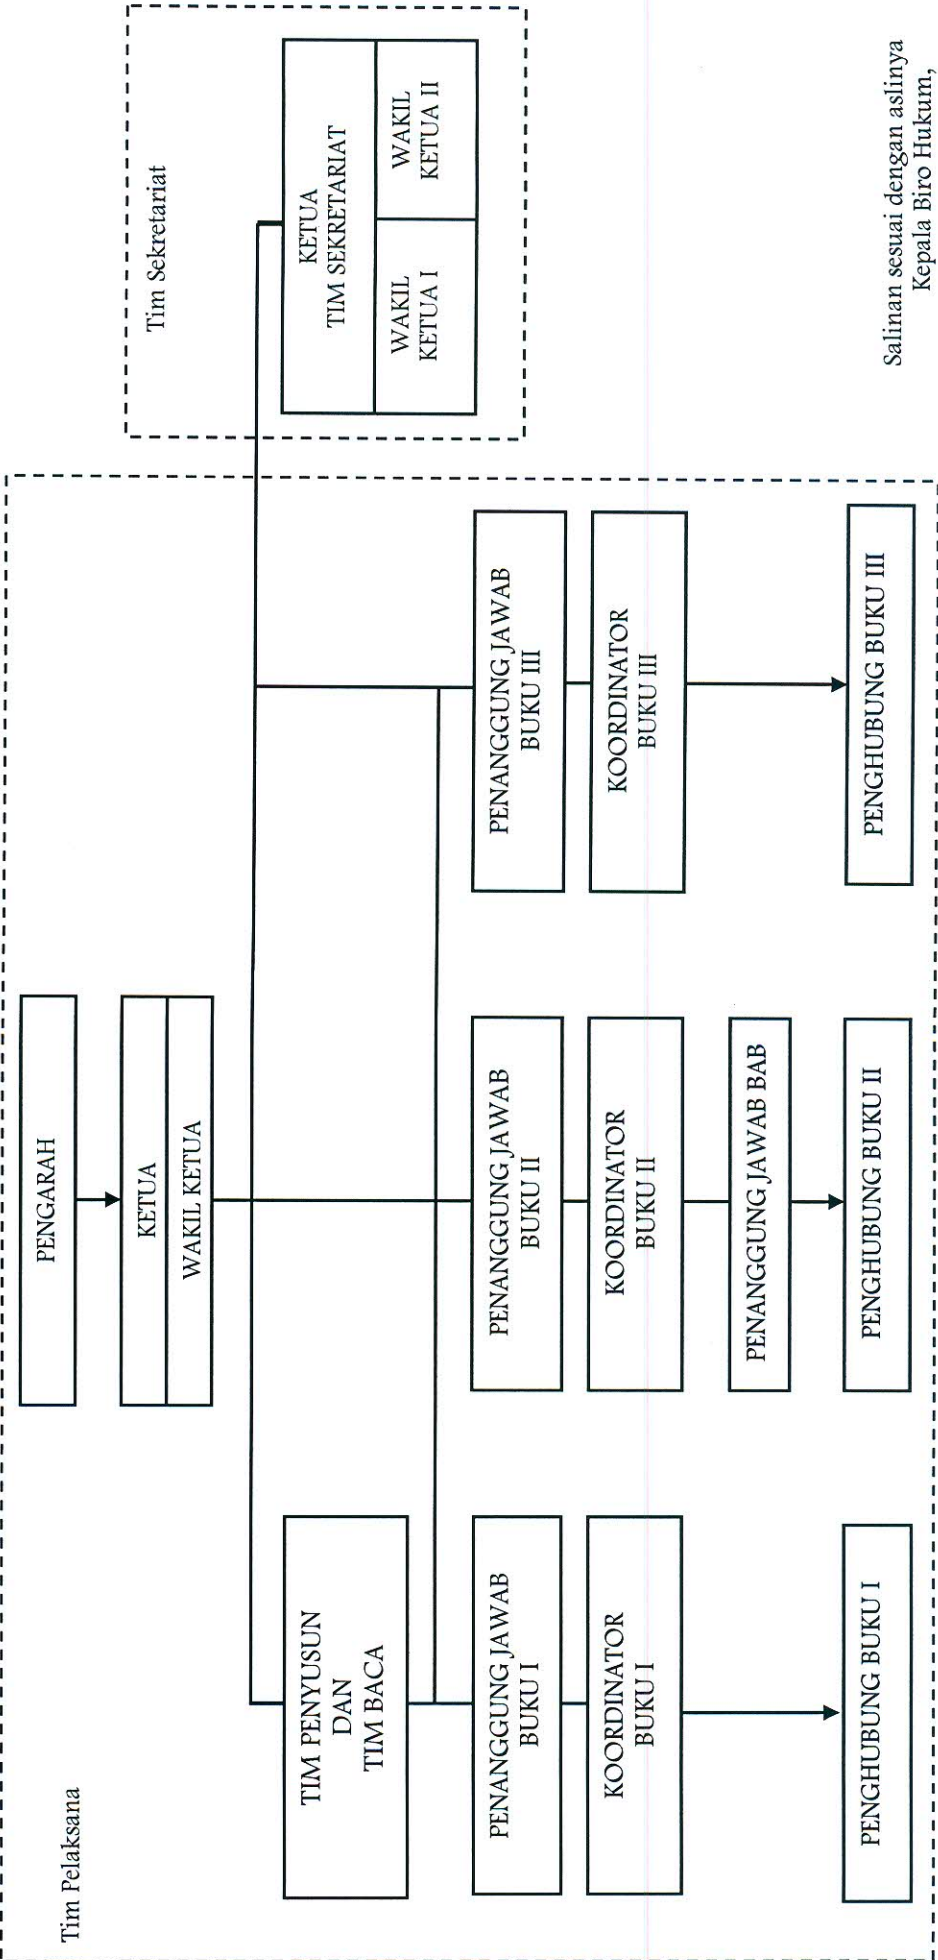 Tim Pelaksana
PENGARAH
KETUA
WAKIL KETUA
Tim Sekretariat
KETUA
TIM SEKRETARIAT
WAKIL
KETUA I
WAKIL
KETUA II
TIM PENYUSUN
DAN
TIM BACA
PENANGGUNG JAWAB
BUKU I
PENANGGUNG JAWAB
BUKU II
PENANGGUNG JAWAB
BUKU III
KOORDINATOR
BUKU I
KOORDINATOR
BUKU II
KOORDINATOR
BUKU III
PENANGGUNG JAWAB BAB
PENGHUBUNG BUKU I
PENGHUBUNG BUKU II
PENGHUBUNG BUKU III
Salinan sesuai dengan aslinya
Kepala Biro Hukum,